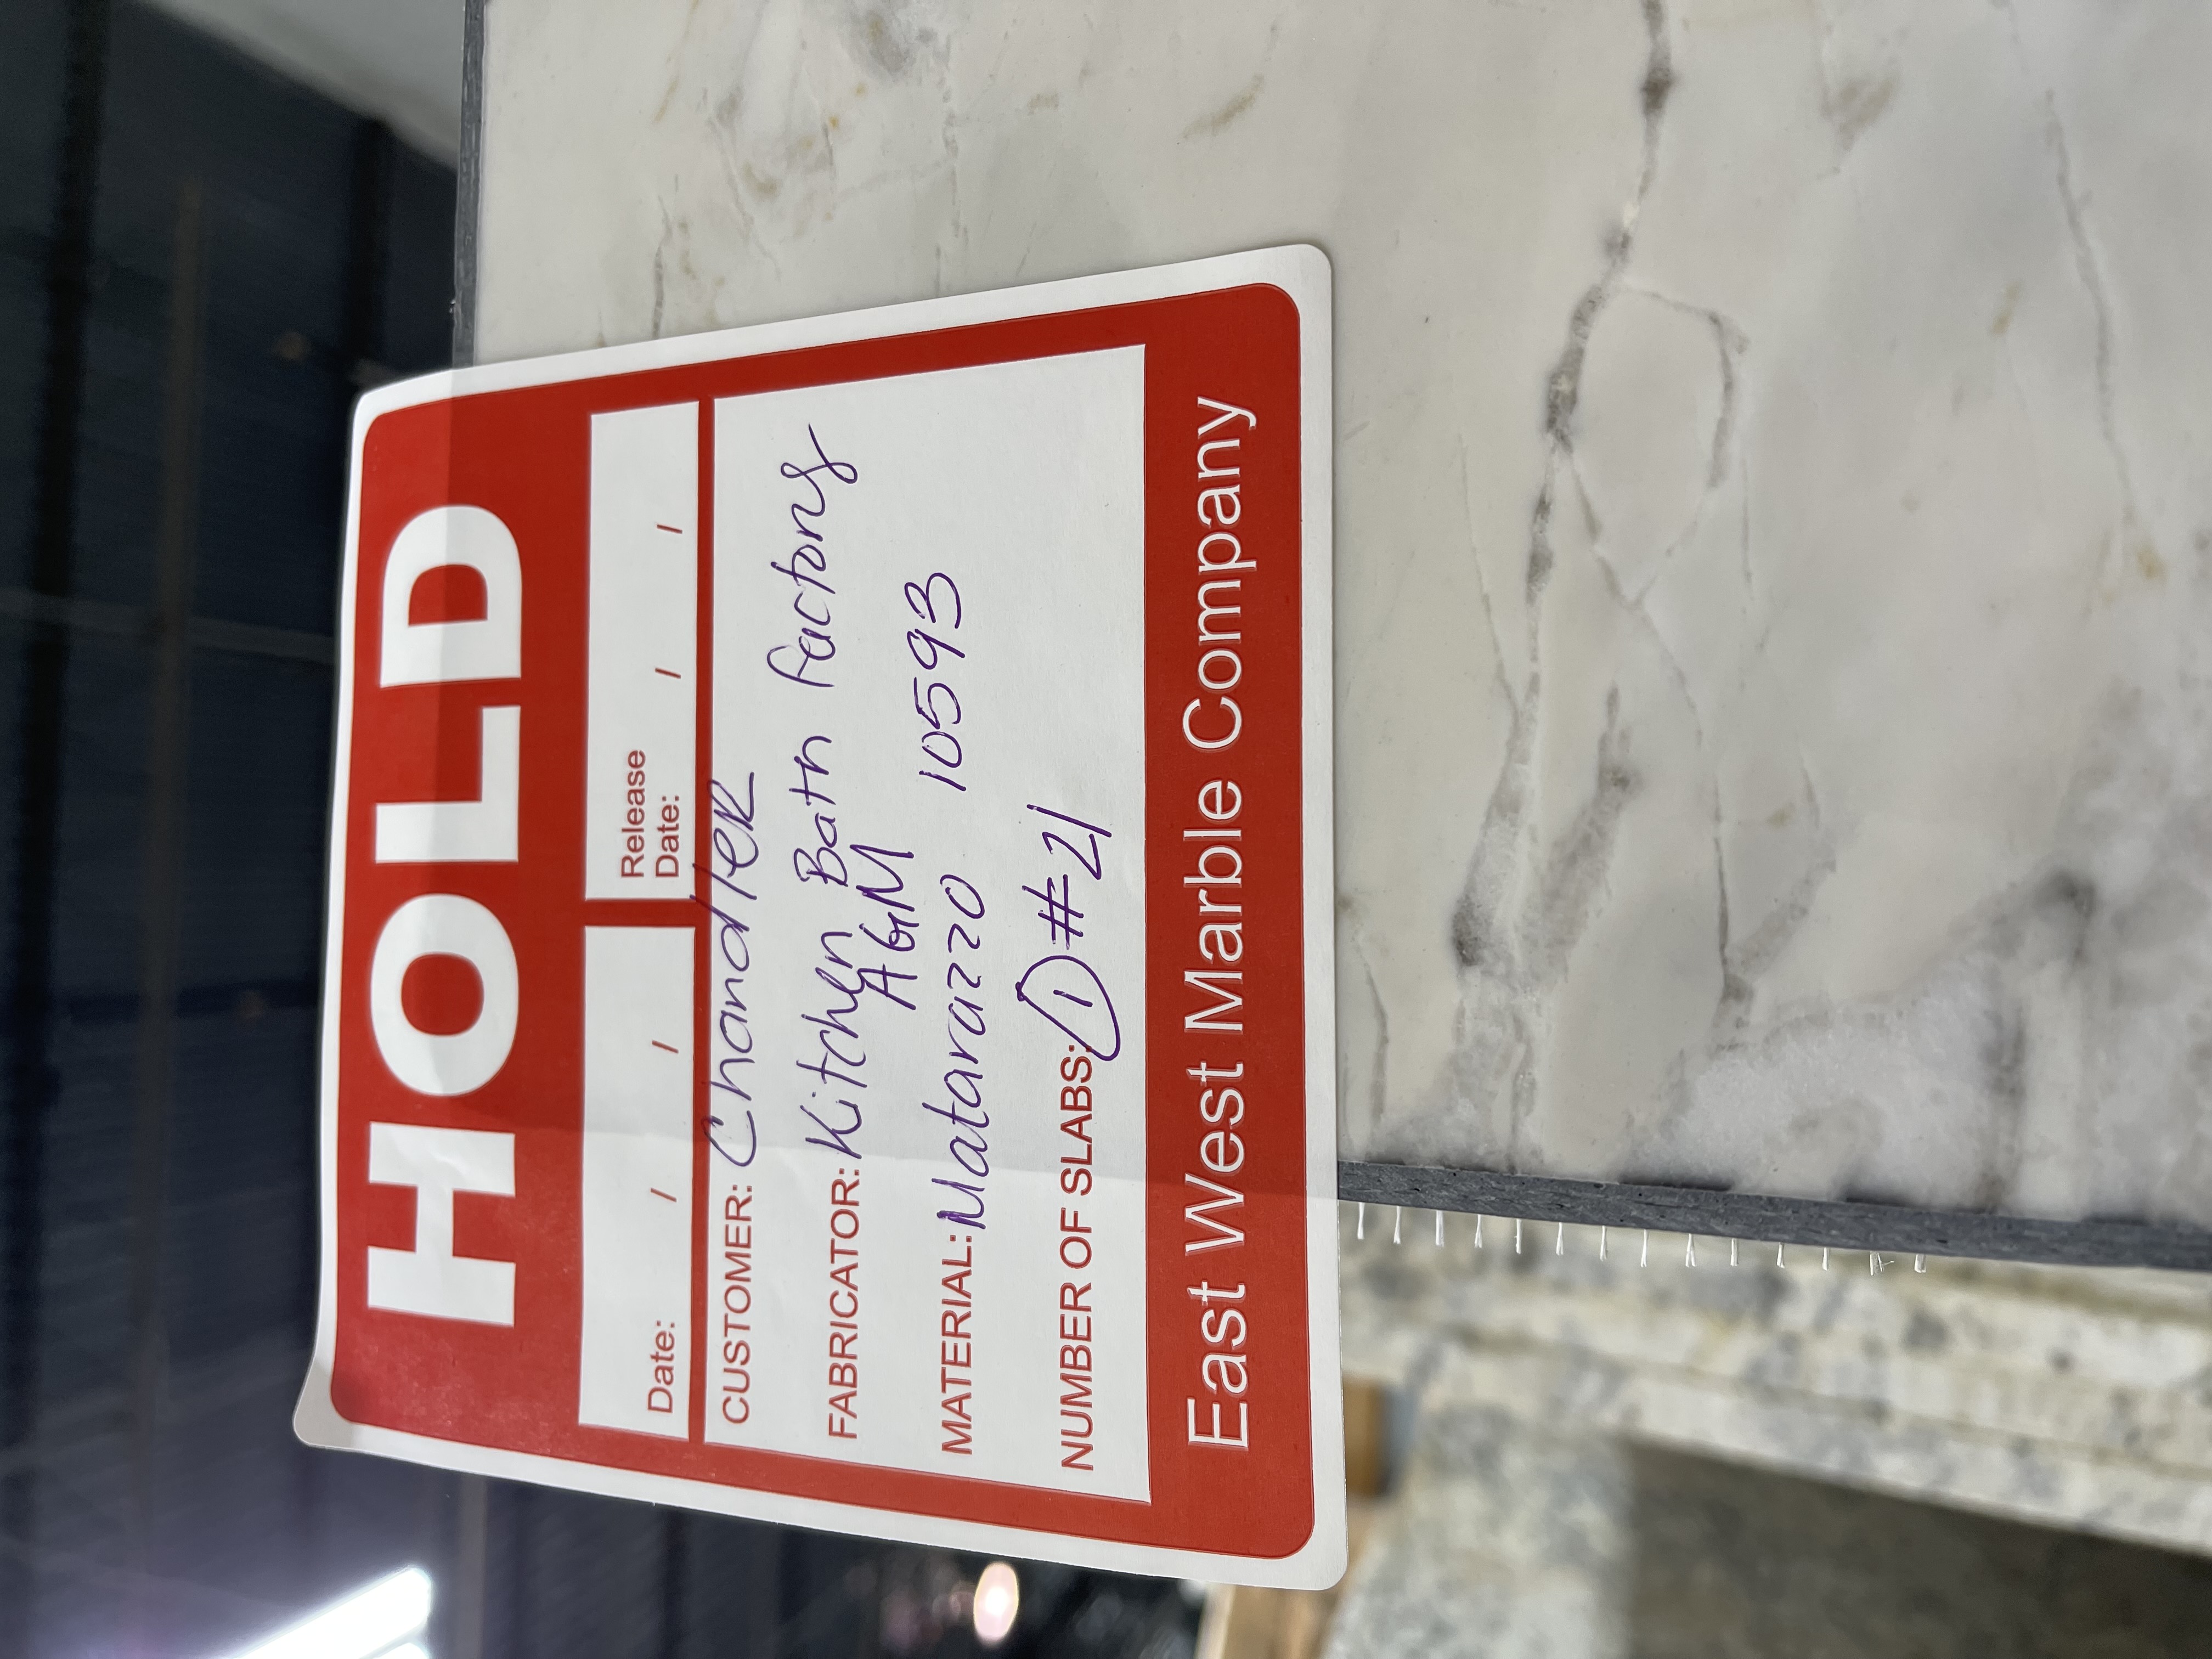 HOLD
Date: / /
Release
Date: / /
CUSTOMER: Chandler
FABRICATOR: Kitchen Bath Factory
AGM
MATERIAL: Matarazzo 10593
NUMBER OF SLABS: 1 #21
East West Marble Company